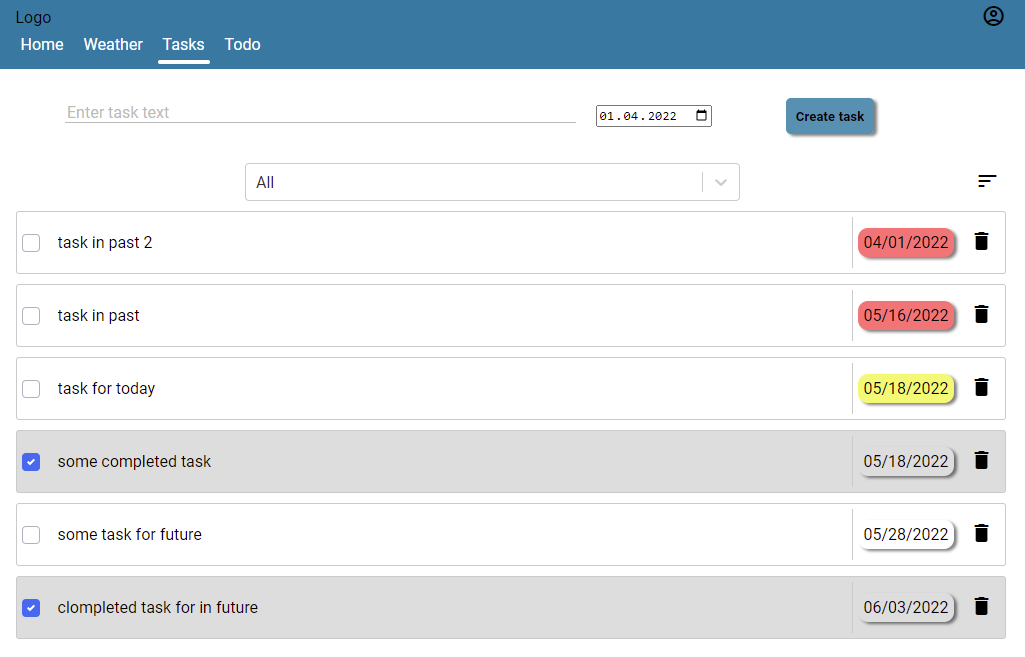 Logo
Home Weather Tasks Todo
Enter task text 01.04.2022 Create task
All
task in past 2 04/01/2022
task in past 05/16/2022
task for today 05/18/2022
some completed task 05/18/2022
some task for future 05/28/2022
clompleted task for in future 06/03/2022